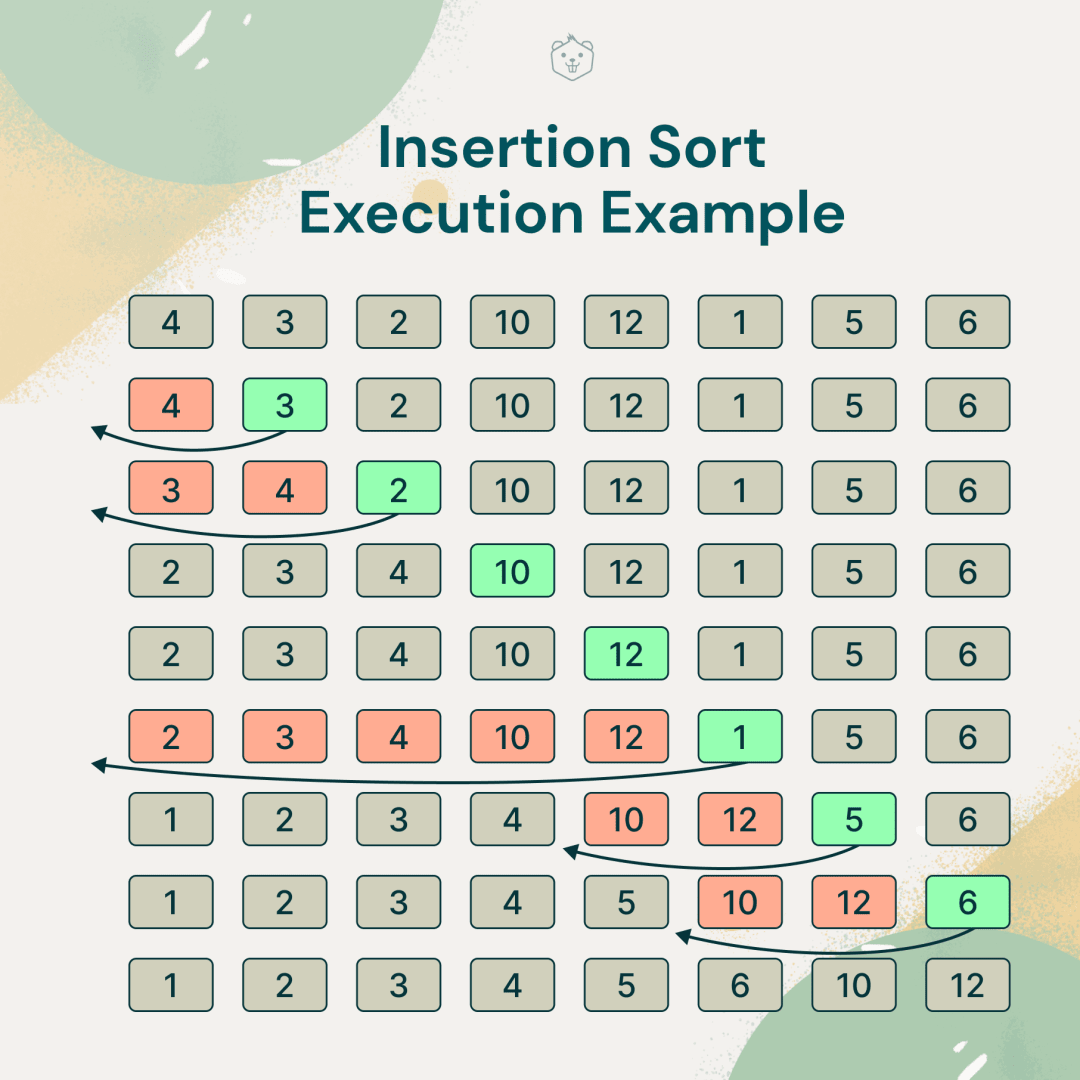 Insertion Sort
Execution Example
4 3 2 10 12 1 5 6
4 3 2 10 12 1 5 6
3 4 2 10 12 1 5 6
2 3 4 10 12 1 5 6
2 3 4 10 12 1 5 6
2 3 4 10 12 1 5 6
1 2 3 4 10 12 5 6
1 2 3 4 5 10 12 6
1 2 3 4 5 6 10 12